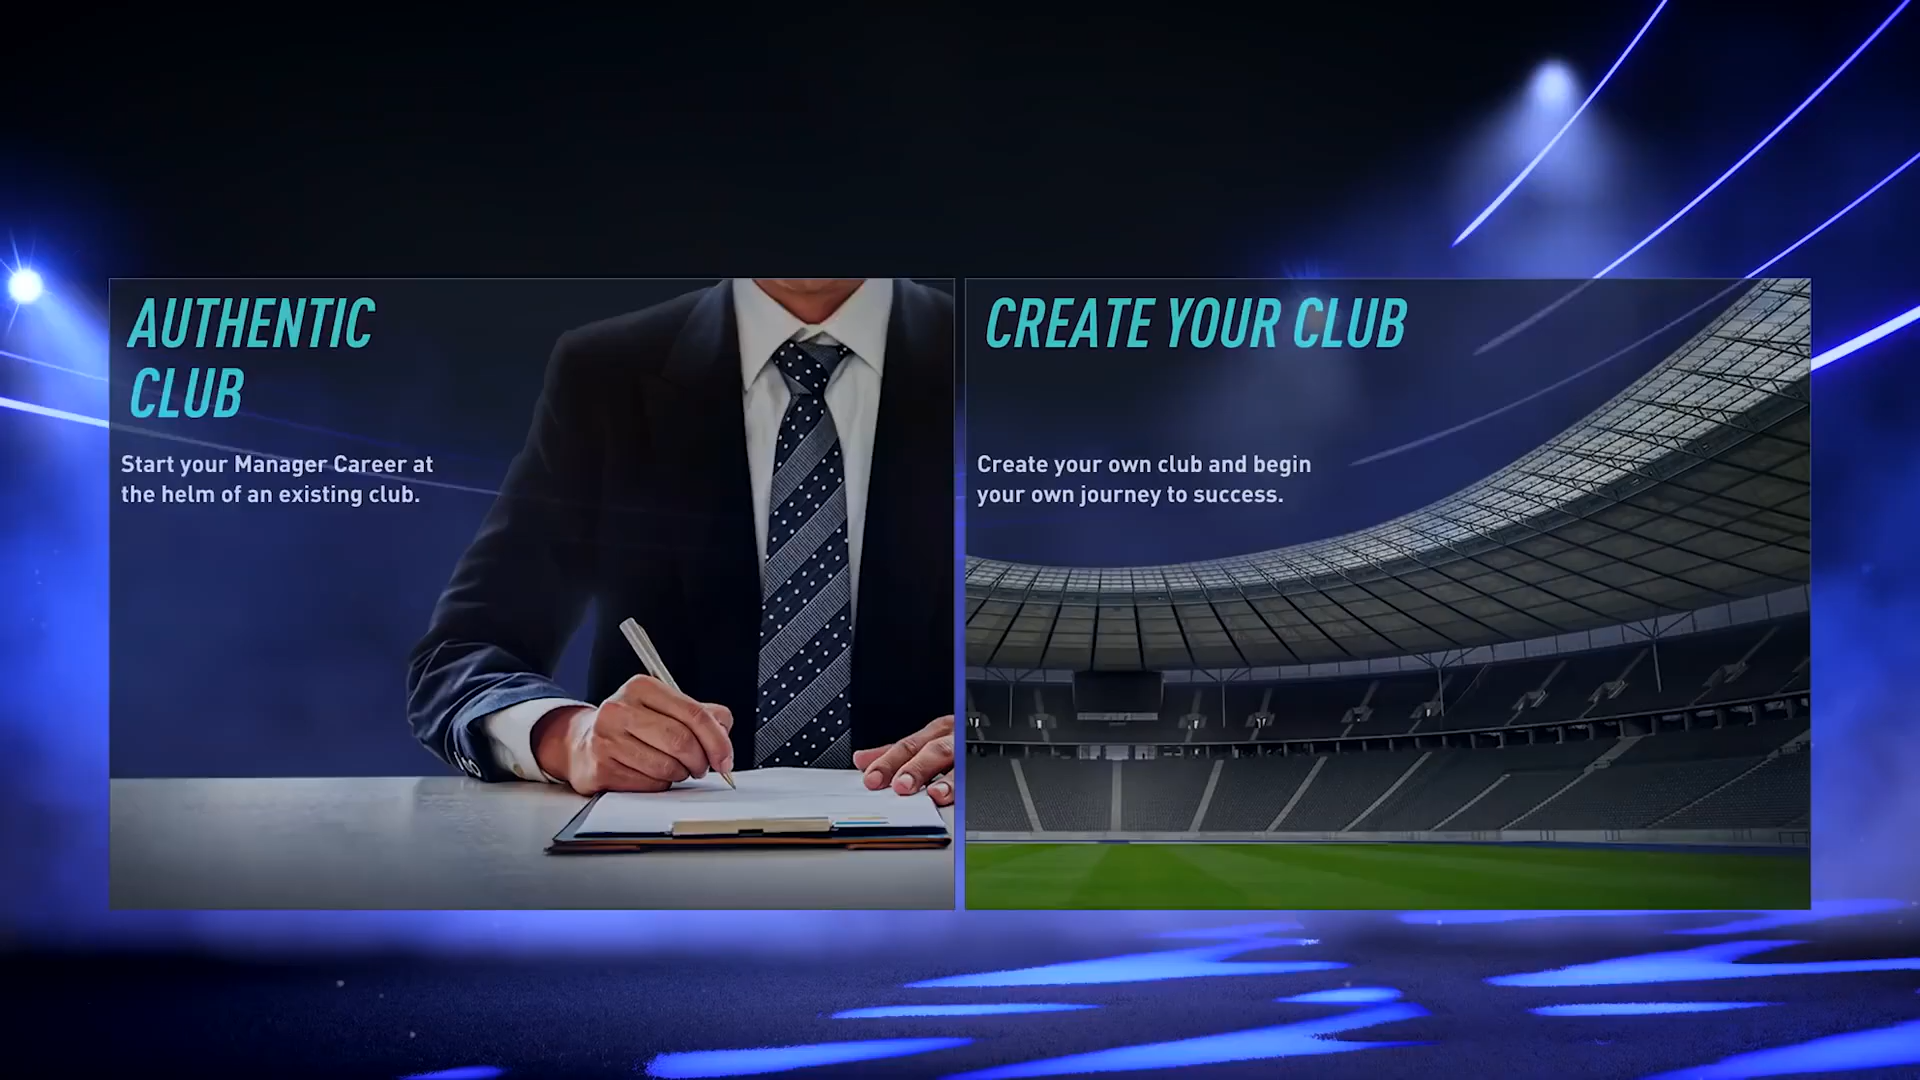 AUTHENTIC
CLUB
Start your Manager Career at
the helm of an existing club.
CREATE YOUR CLUB
Create your own club and begin
your own journey to success.